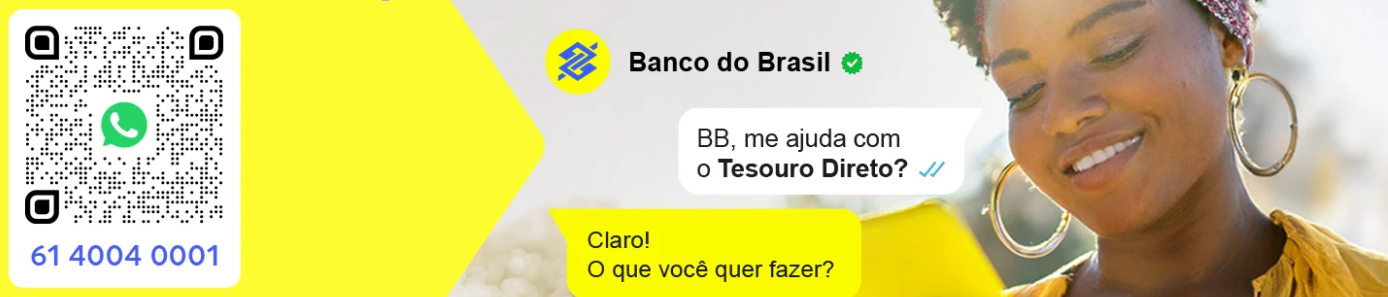 61 4004 0001
Banco do Brasil
BB, me ajuda com
o Tesouro Direto?
Claro!
O que você quer fazer?